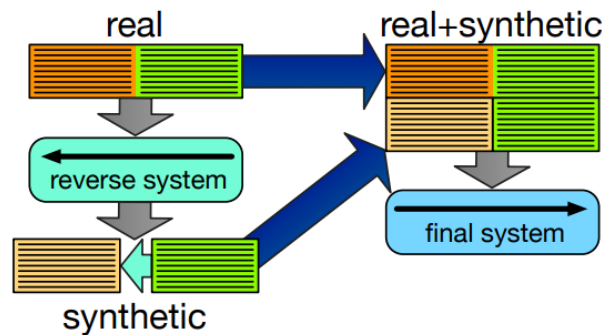 real
real+synthetic
reverse system
final system
synthetic